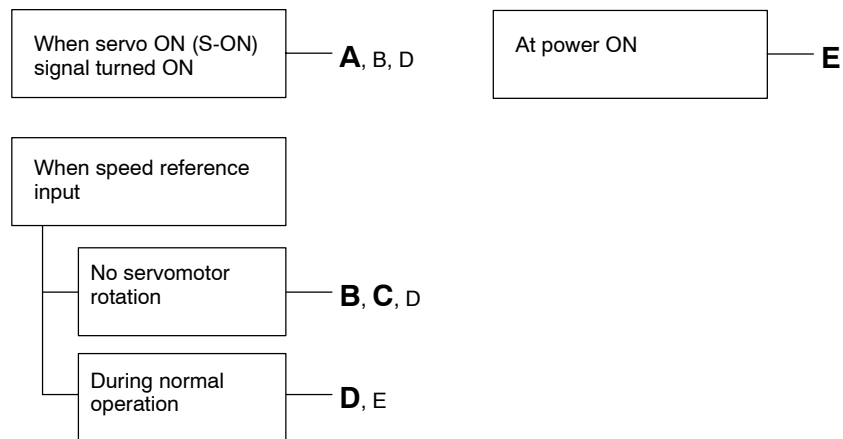 When servo ON (S-ON)
signal turned ON
A, B, D
At power ON
E
When speed reference
input
No servomotor
rotation
B, C, D
During normal
operation
D, E